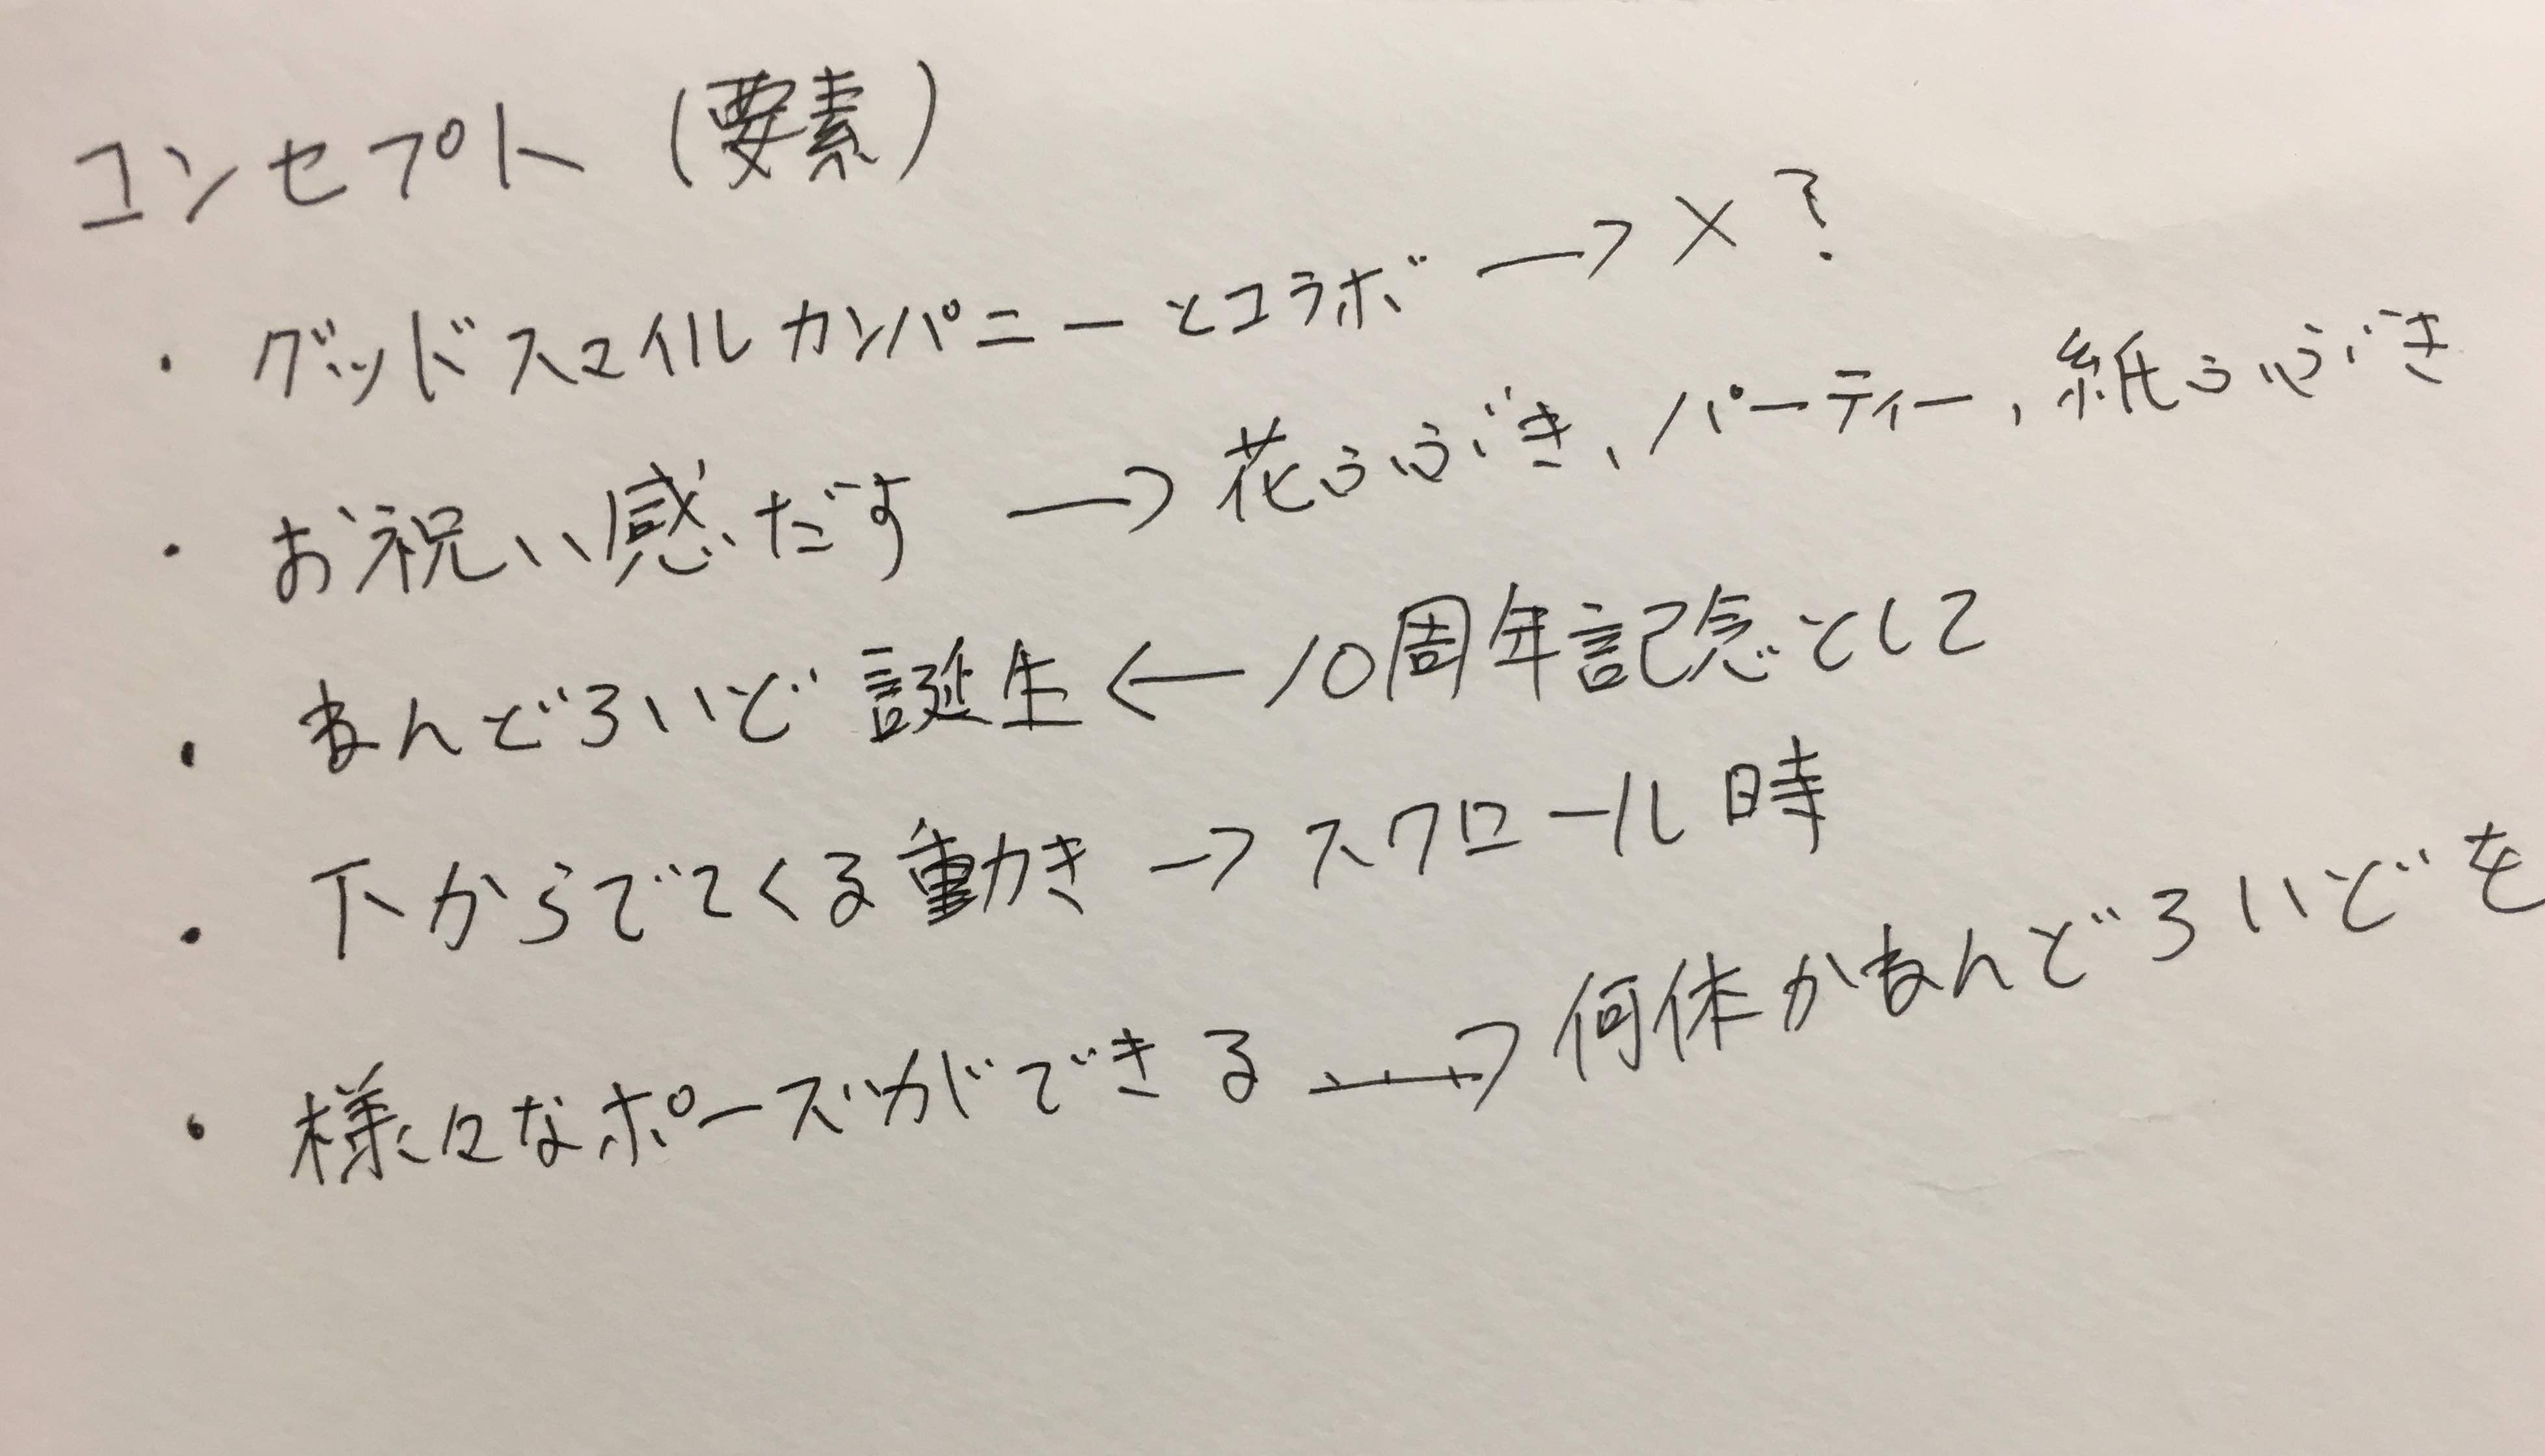 コンセプト (要素)
・グッドスマイルカンパニーとコラボ → × ?
・お祝い感だす → 花ふぶき、パーティー, 紙ふぶき
・ねんどろいど誕生 ← 10周年記念として
・下からでてくる動き → スクロール時
・様々なポーズができる → 何体かねんどろいどを